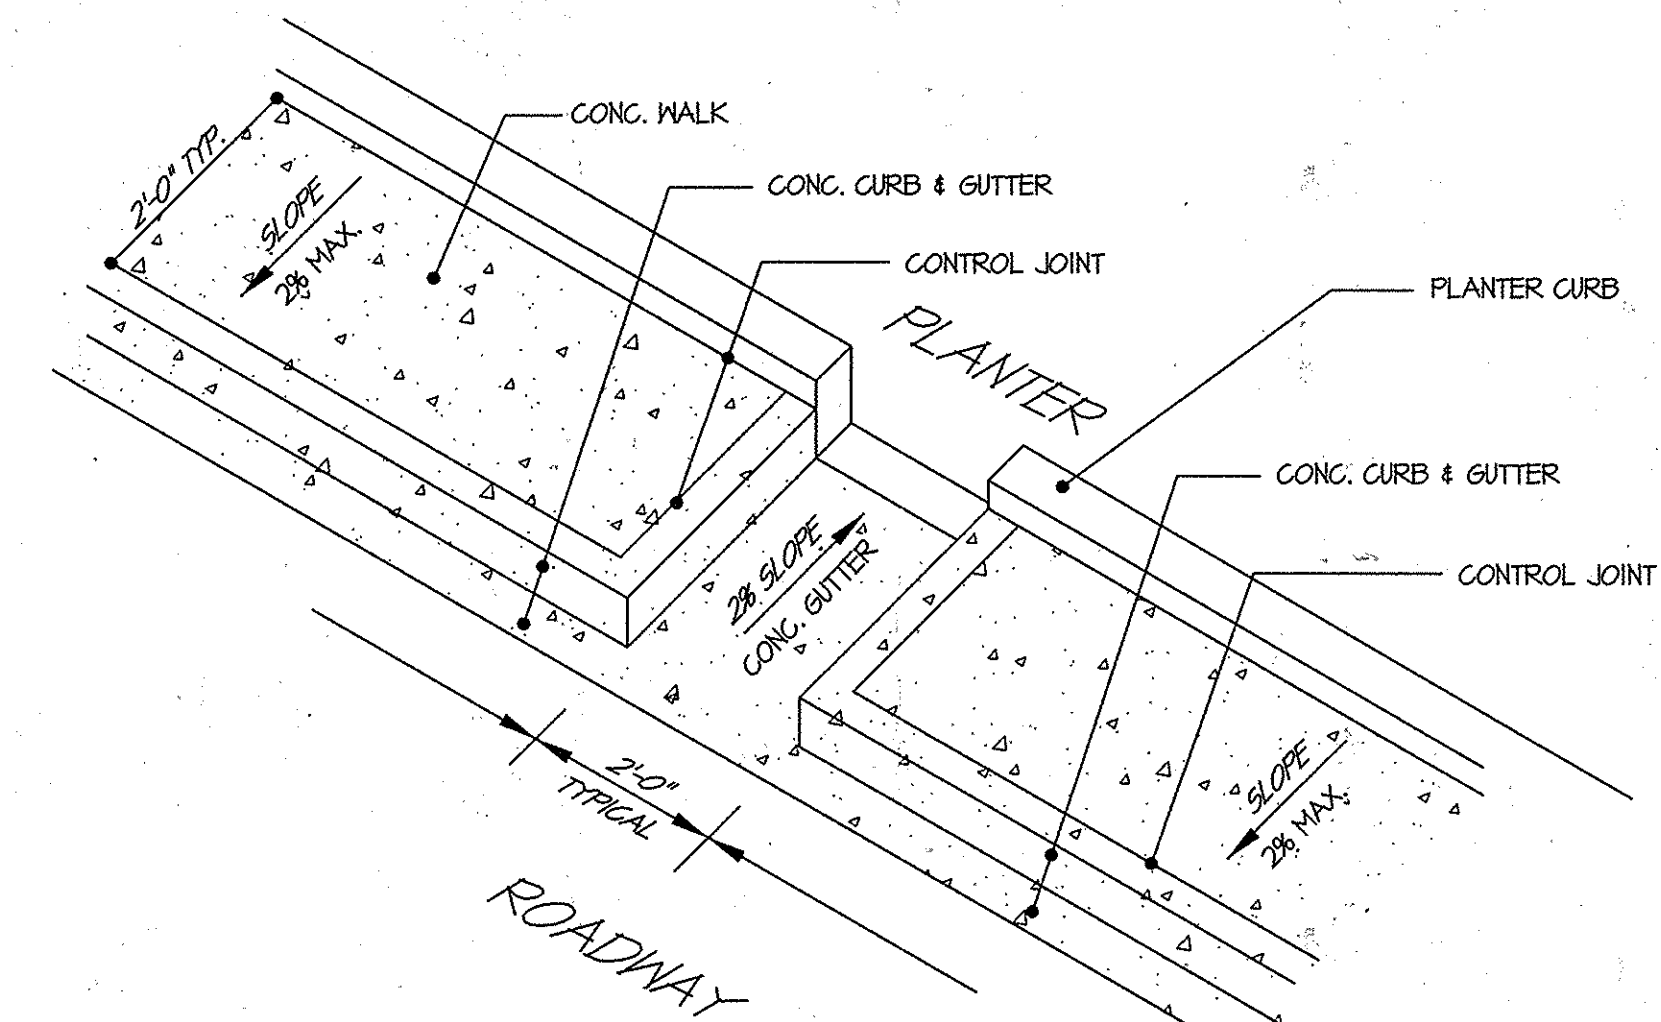 CONC. WALK
2'-0" TYP.
SLOPE
2% MAX.
CONC. CURB & GUTTER
CONTROL JOINT
PLANTER
PLANTER CURB
CONC. CURB & GUTTER
CONTROL JOINT
2% SLOPE
CONC. GUTTER
2'-0"
TYPICAL
SLOPE
2% MAX.
ROADWAY